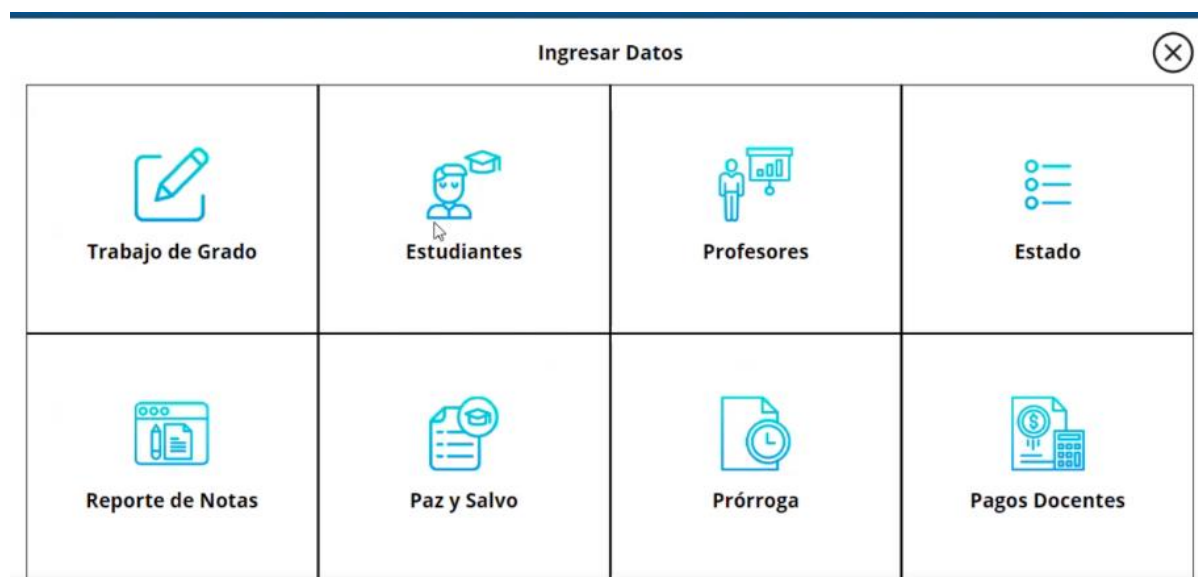 Ingresar Datos
Trabajo de Grado
Estudiantes
Profesores
Estado
Reporte de Notas
Paz y Salvo
Prórroga
Pagos Docentes